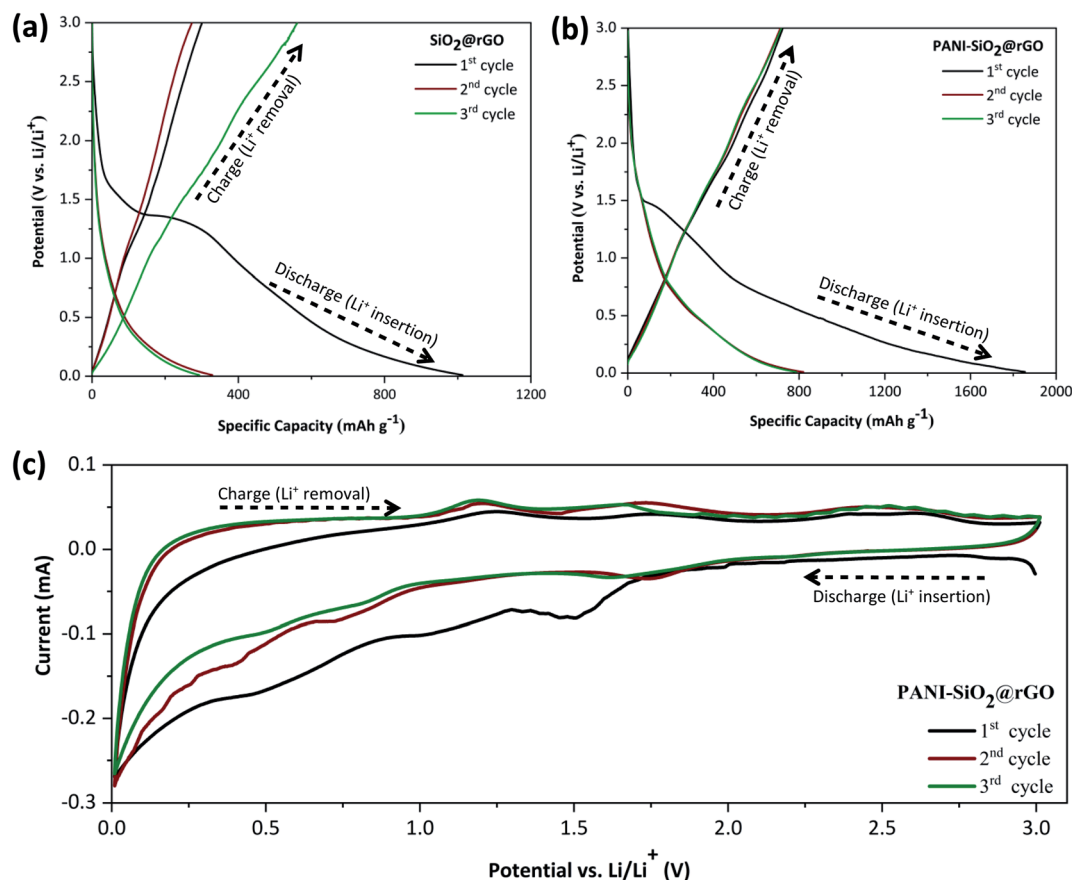 (a)
SiO2@rGO
1st cycle
2nd cycle
3rd cycle
Charge (Li+ removal)
Discharge (Li+ insertion)
3.0
2.5
2.0
1.5
1.0
0.5
0.0
Potential (V vs. Li/Li+)
0
400
800
1200
Specific Capacity (mAh g-1)
(b)
PANI-SiO2@rGO
1st cycle
2nd cycle
3rd cycle
Charge (Li+ removal)
Discharge (Li+ insertion)
3.0
2.5
2.0
1.5
1.0
0.5
0.0
Potential (V vs. Li/Li+)
0
400
800
1200
1600
2000
Specific Capacity (mAh g-1)
(c)
0.1
0.0
-0.1
-0.2
-0.3
Current (mA)
Charge (Li+ removal)
Discharge (Li+ insertion)
PANI-SiO2@rGO
1st cycle
2nd cycle
3rd cycle
0.0
0.5
1.0
1.5
2.0
2.5
3.0
Potential vs. Li/Li+ (V)